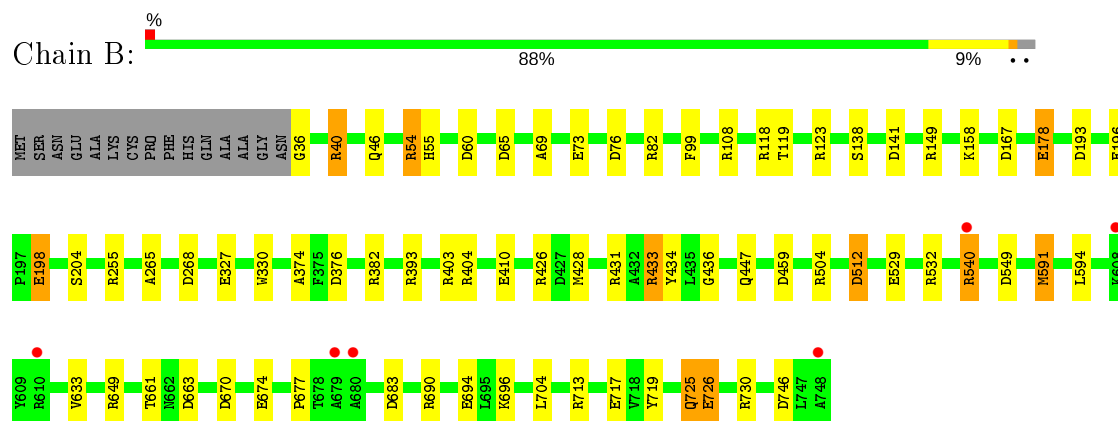 %
Chain B:
88% 9% • •
MET SER ASN GLU ALA LYS CYS PRO PHE HIS GLN ALA ALA GLY ASN G36 R40 Q46 R54 H55 D60 D65 A69 E73 D76 R82 F99 R108 R118 T119 R123 S138 D141 R149 K158 D167 E178 D193 E196
P197 E198 S204 R255 A265 D268 E327 W330 A374 F375 D376 R382 R393 R403 R404 E410 R426 D427 M428 R431 A432 R433 Y434 L435 G436 Q447 D459 R504 D512 E529 R532 R540 D549 M591 L594 K608
Y609 R610 V633 R649 T661 N662 D663 D670 E674 P677 T678 A679 A680 D683 R690 E694 L695 K696 L704 R713 E717 V718 Y719 Q725 E726 R730 D746 L747 A748